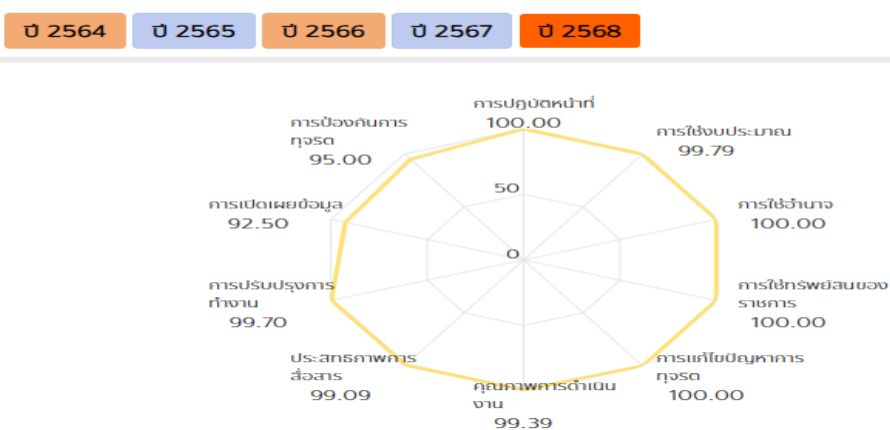 ปี 2564
ปี 2565
ปี 2566
ปี 2567
ปี 2568
การปฏิบัติหน้าที่
100.00
การใช้งบประมาณ
99.79
การใช้อำนาจ
100.00
การใช้ทรัพย์สินของ
ราชการ
100.00
การแก้ไขปัญหาการ
ทุจริต
100.00
คุณภาพการดำเนิน
งาน
99.39
ประสิทธิภาพการ
สื่อสาร
99.09
การปรับปรุงการ
ทำงาน
99.70
การเปิดเผยข้อมูล
92.50
การป้องกันการ
ทุจริต
95.00
50
0